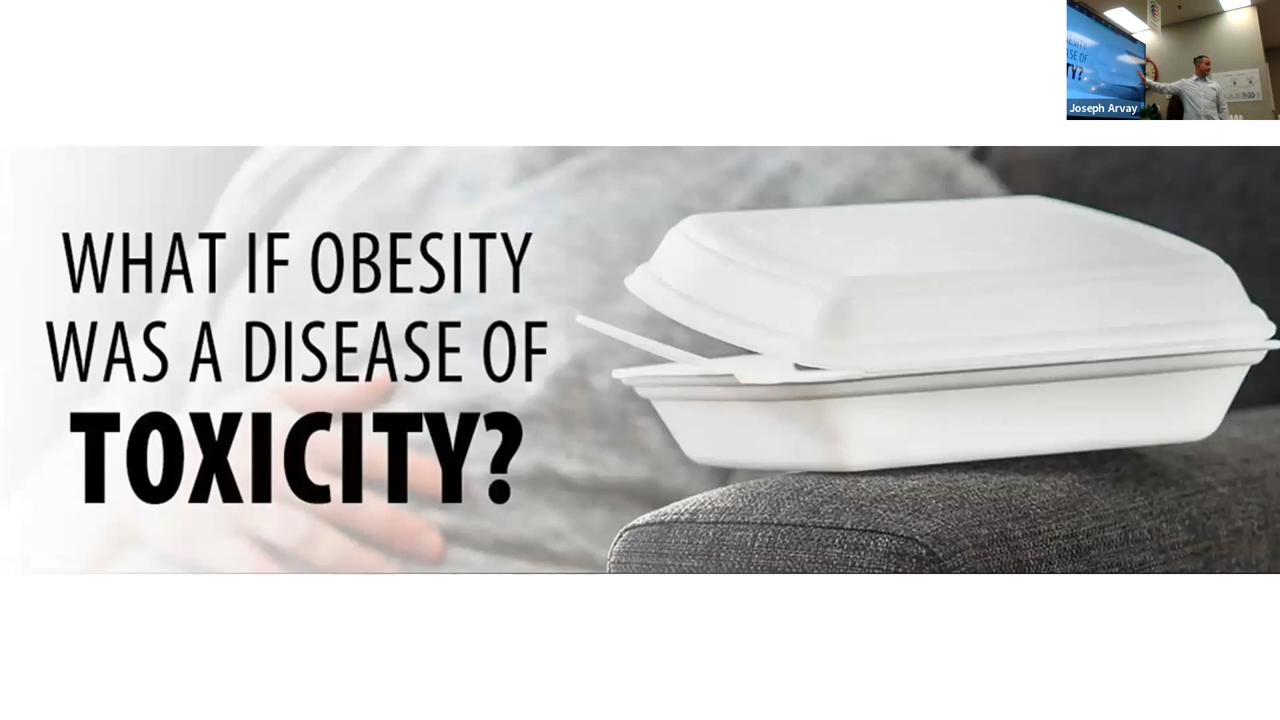 WHAT IF OBESITY
WAS A DISEASE OF
TOXICITY?
Joseph Arvay